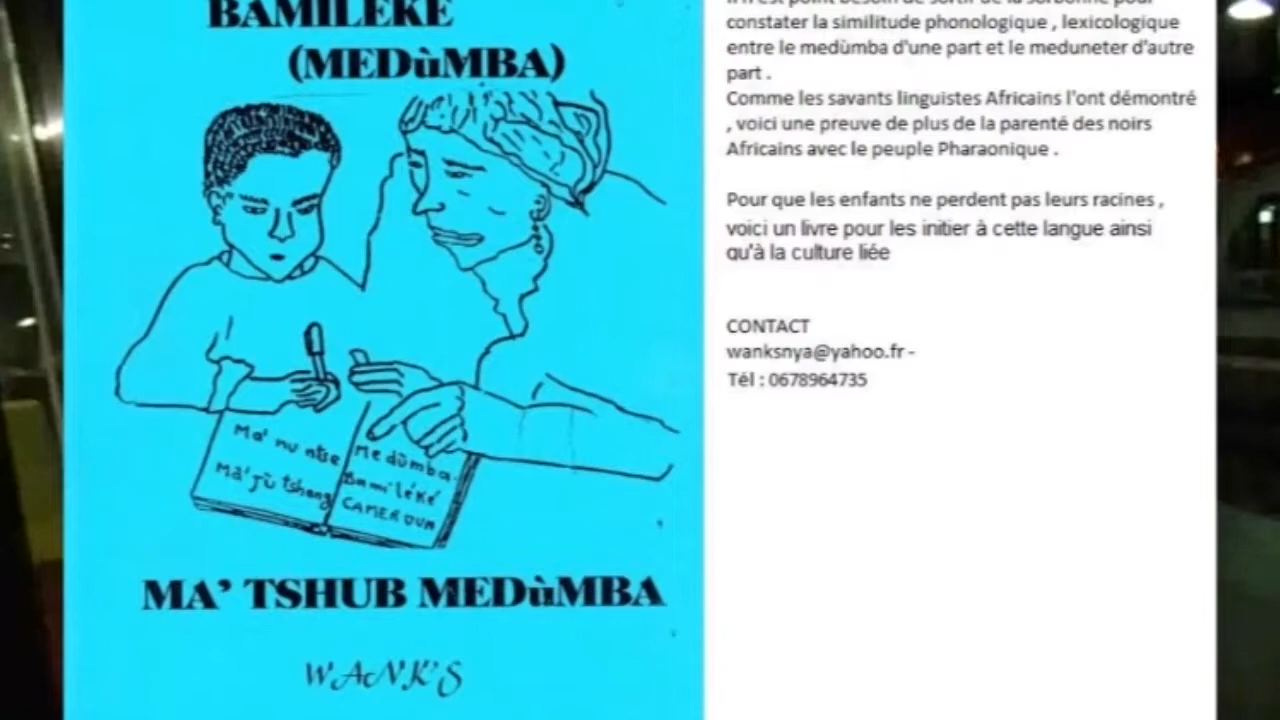 BAMILEKE
(MEDùMBA)
Ma' nu ntse
Mä'jù tshong
Medùmba.
Bamiléké
CAMEROUN
MA' TSHUB MEDùMBA
WANK'S
constater la similitude phonologique , lexicologique
entre le medùmba d'une part et le meduneter d'autre
part .
Comme les savants linguistes Africains l'ont démontré
, voici une preuve de plus de la parenté des noirs
Africains avec le peuple Pharaonique .
Pour que les enfants ne perdent pas leurs racines ,
voici un livre pour les initier à cette langue ainsi
qu'à la culture liée
CONTACT
wanksnya@yahoo.fr -
Tél : 0678964735